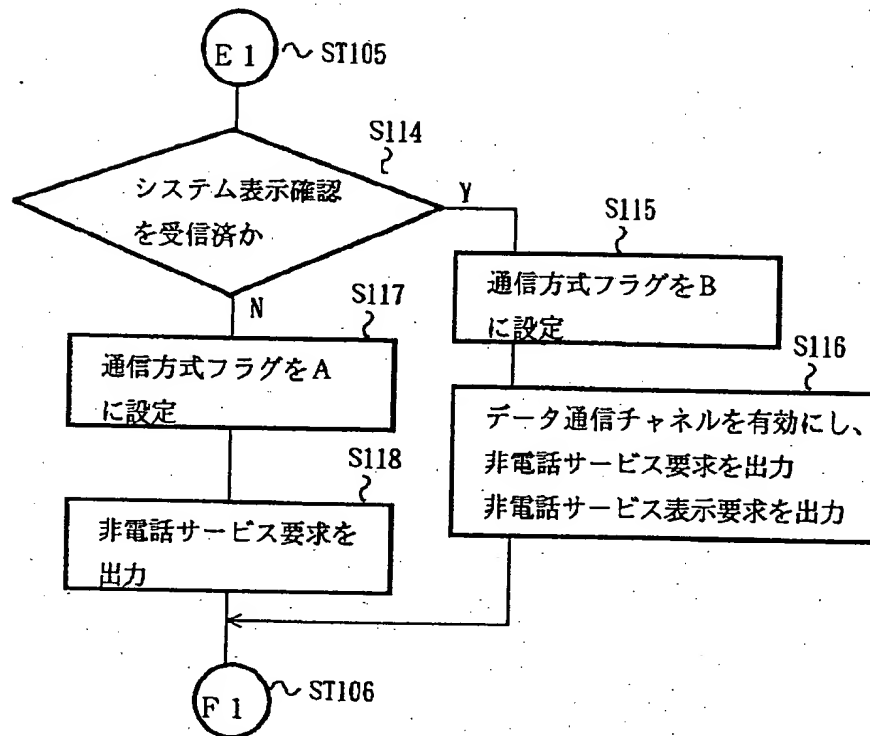 E1
ST105
S114
システム表示確認
を受信済か
Y
N
S115
通信方式フラグをB
に設定
S116
データ通信チャネルを有効にし、
非電話サービス要求を出力
非電話サービス表示要求を出力
S117
通信方式フラグをA
に設定
S118
非電話サービス要求を
出力
F1
ST106